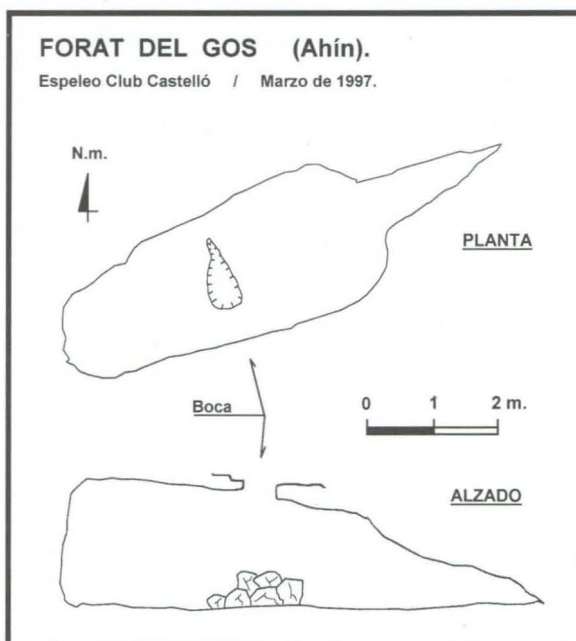 FORAT DEL GOS (Ahín).
Espeleo Club Castelló / Marzo de 1997.
N.m.
PLANTA
Boca
0 1 2 m.
ALZADO